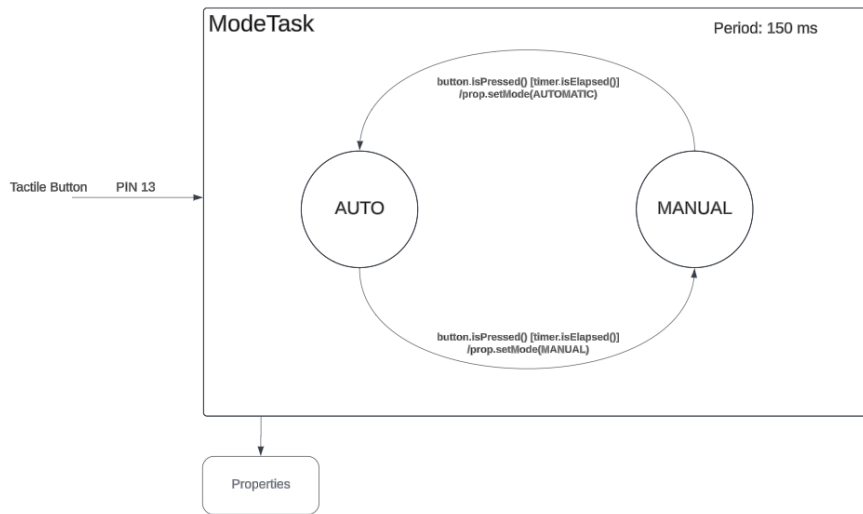 ModeTask
Period: 150 ms
button.isPressed() [timer.isElapsed()]
/prop.setMode(AUTOMATIC)
Tactile Button PIN 13
AUTO
MANUAL
button.isPressed() [timer.isElapsed()]
/prop.setMode(MANUAL)
Properties